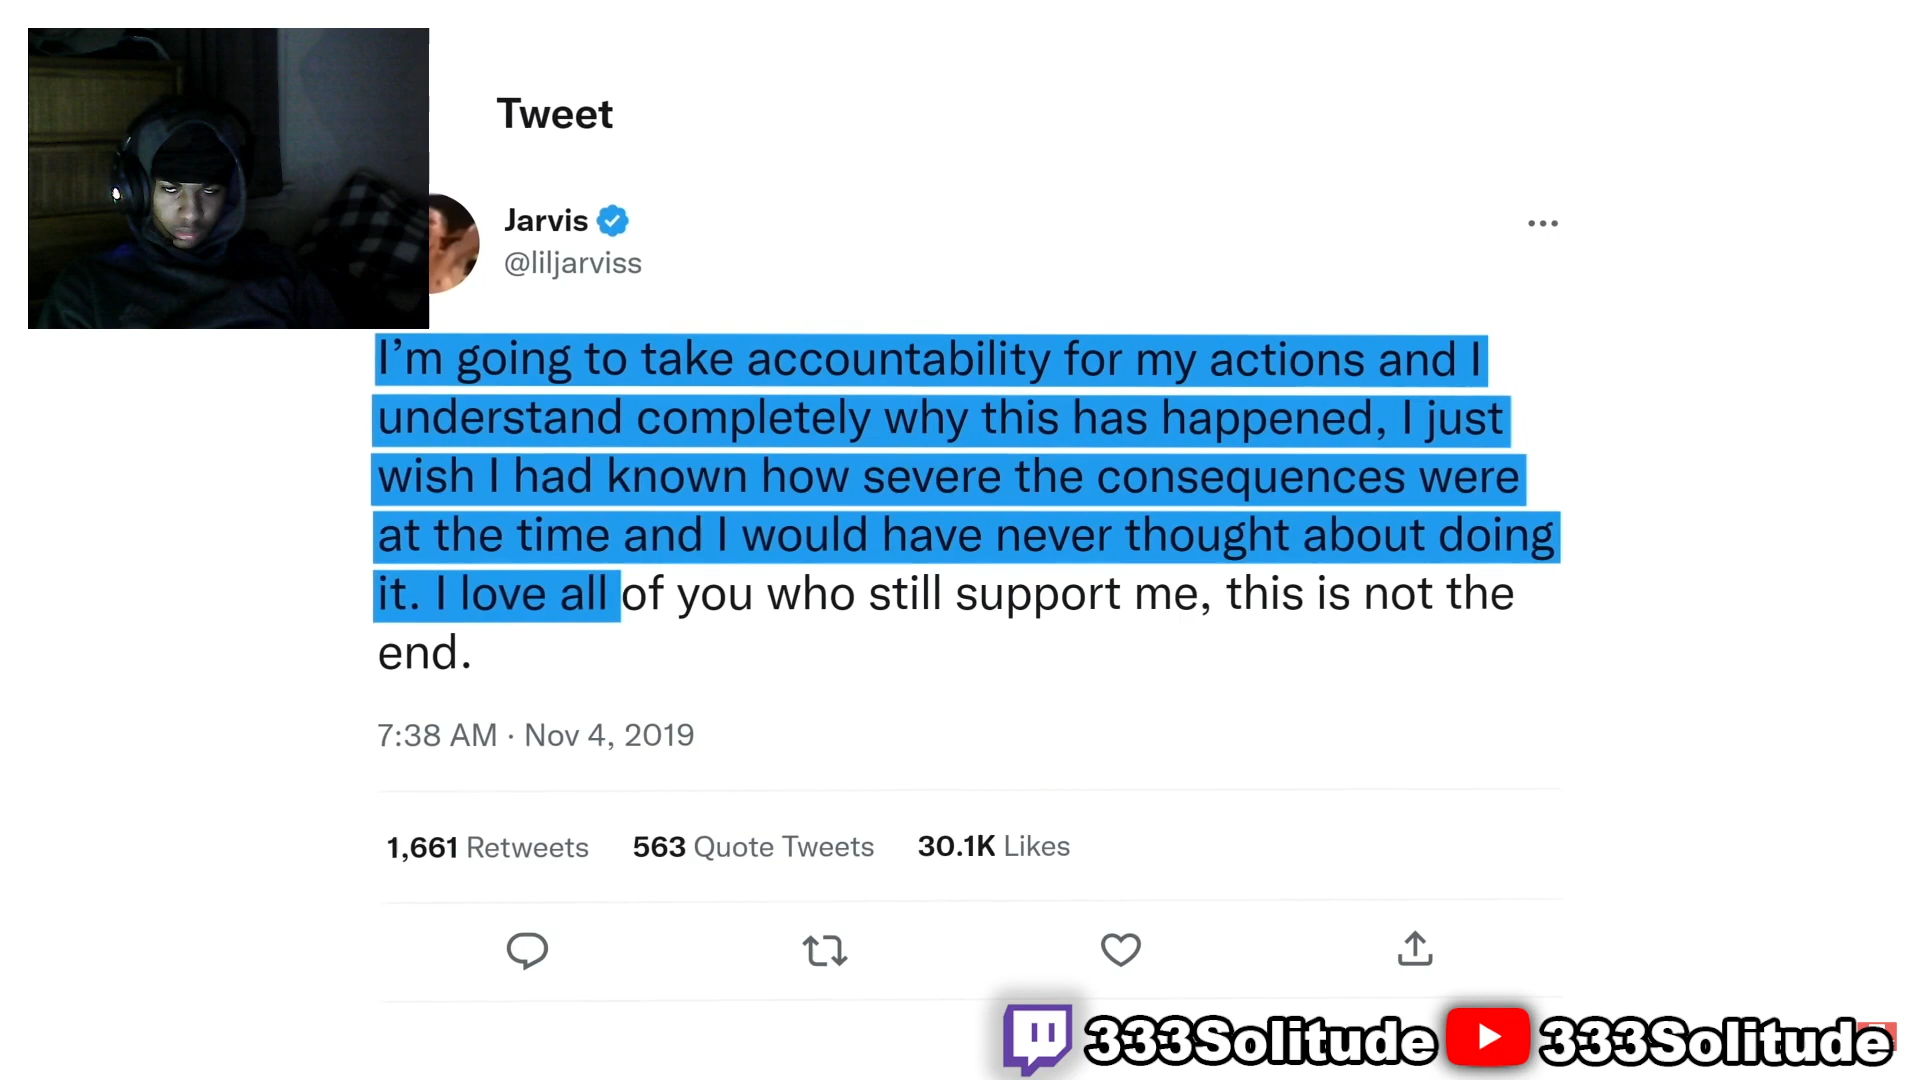 Tweet
Jarvis
@liljarviss
I’m going to take accountability for my actions and I
understand completely why this has happened, I just
wish I had known how severe the consequences were
at the time and I would have never thought about doing
it. I love all of you who still support me, this is not the
end.
7:38 AM · Nov 4, 2019
1,661 Retweets 563 Quote Tweets 30.1K Likes
333Solitude 333Solitude